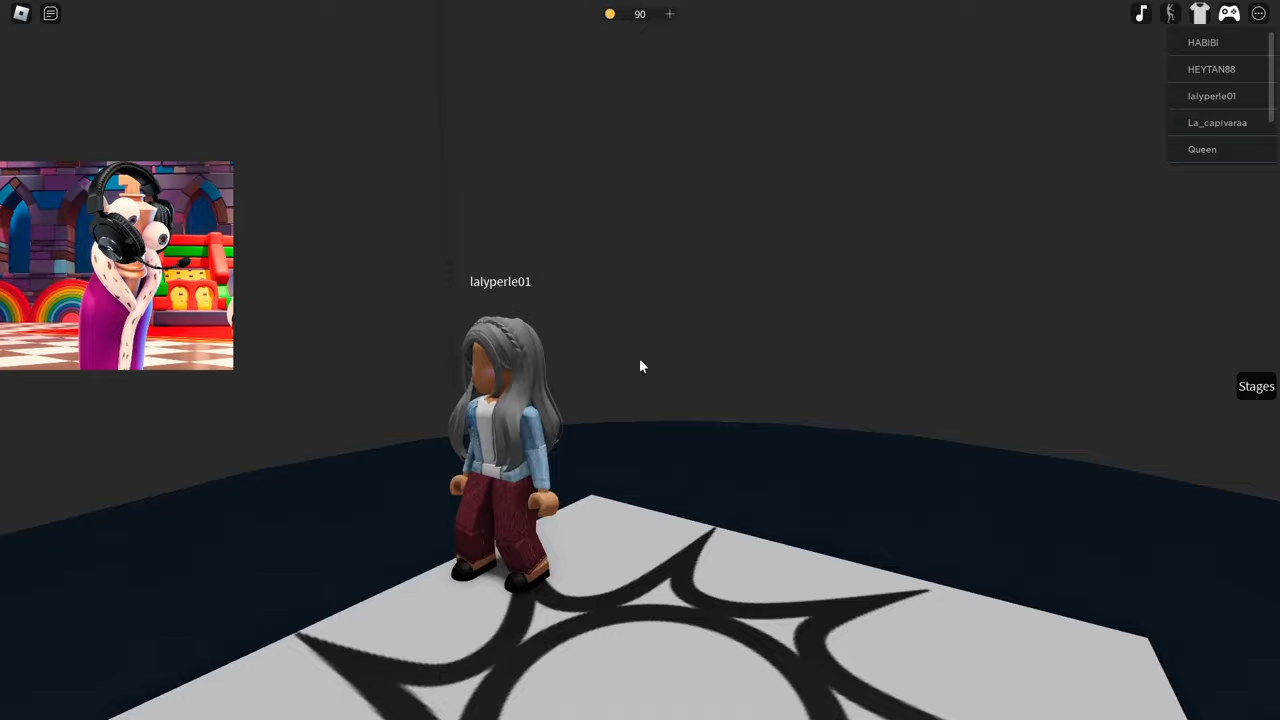 90
HABIBI
HEYTAN88
lalyperle01
La_capivaraa
Queen
lalyperle01
Stages